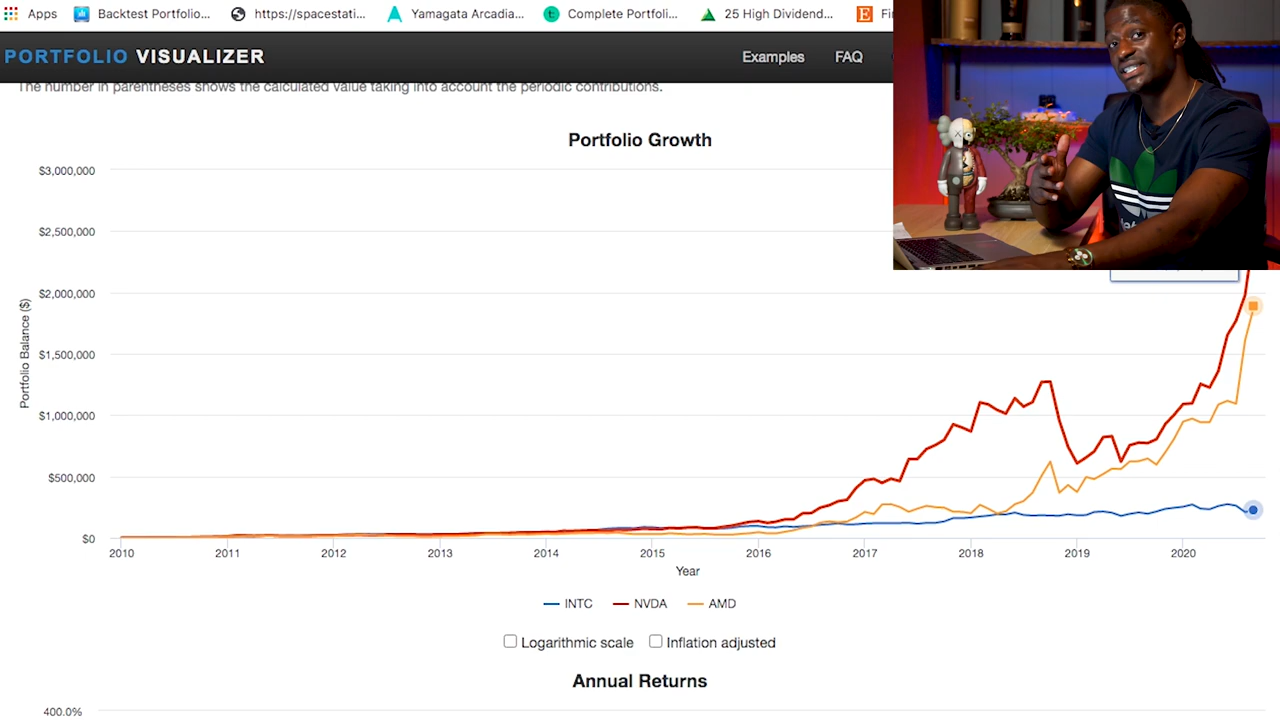 Apps Backtest Portfolio... https://spacestati... Yamagata Arcadia... Complete Portfoli... 25 High Dividend...
PORTFOLIO VISUALIZER Examples FAQ
The number in parentheses shows the calculated value taking into account the periodic contributions.
Portfolio Growth
$3,000,000
$2,500,000
$2,000,000
$1,500,000
$1,000,000
$500,000
$0
Portfolio Balance ($)
2010 2011 2012 2013 2014 2015 2016 2017 2018 2019 2020
Year
INTC NVDA AMD
Logarithmic scale Inflation adjusted
Annual Returns
400.0%